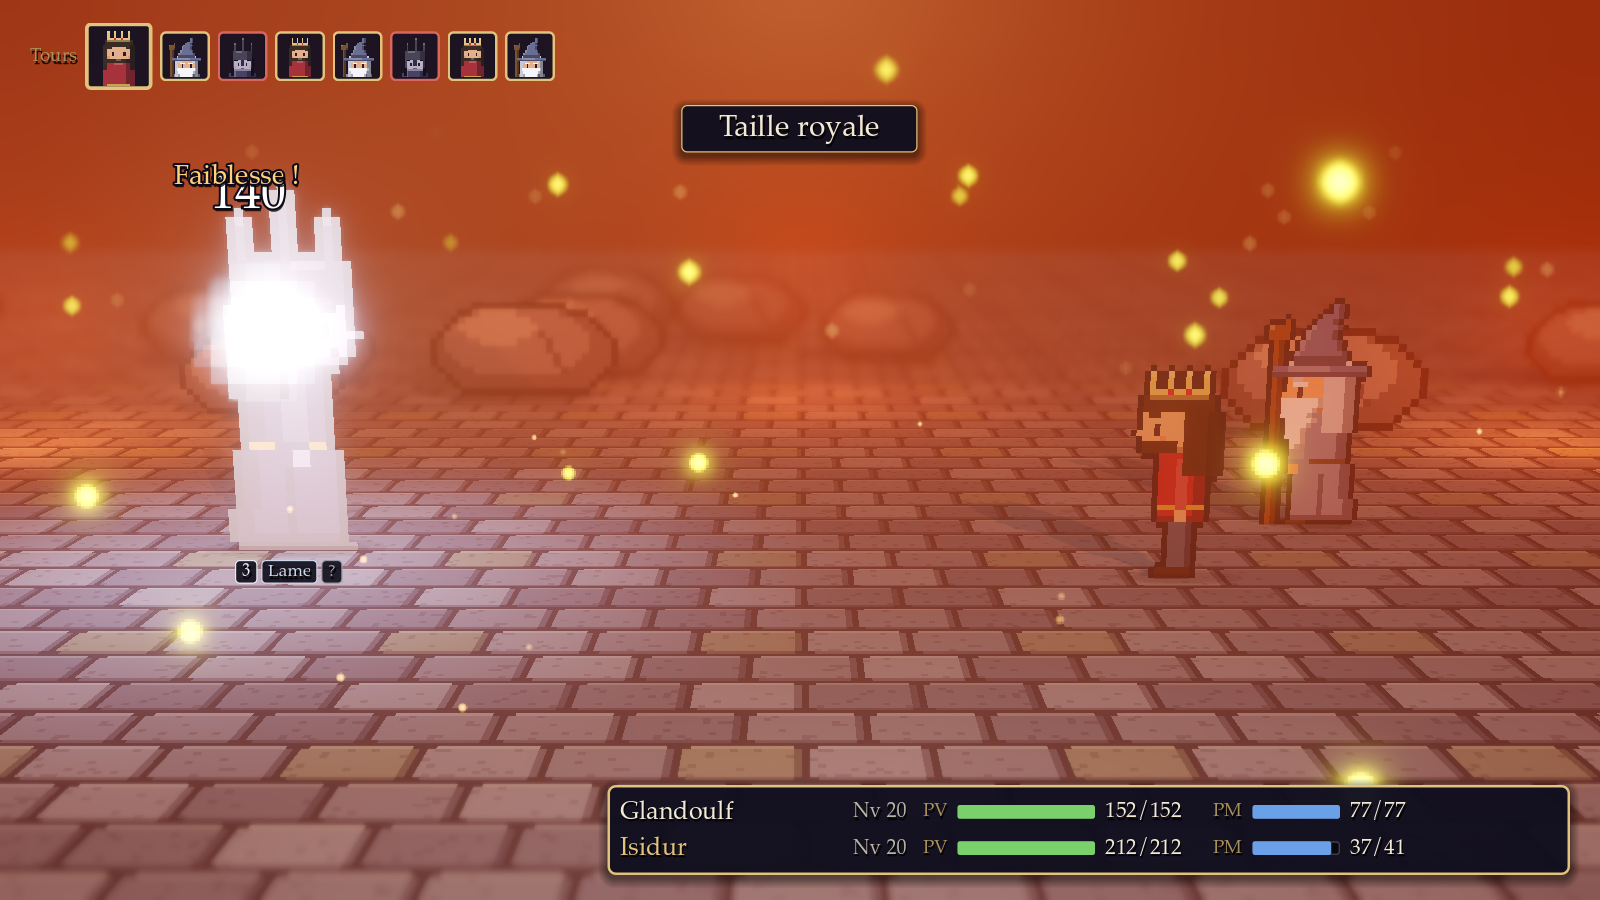 Tours
Taille royale
Faiblesse !
140
3 Lame ?
Glandoulf Nv 20 PV 152/152 PM 77/77
Isidur Nv 20 PV 212/212 PM 37/41